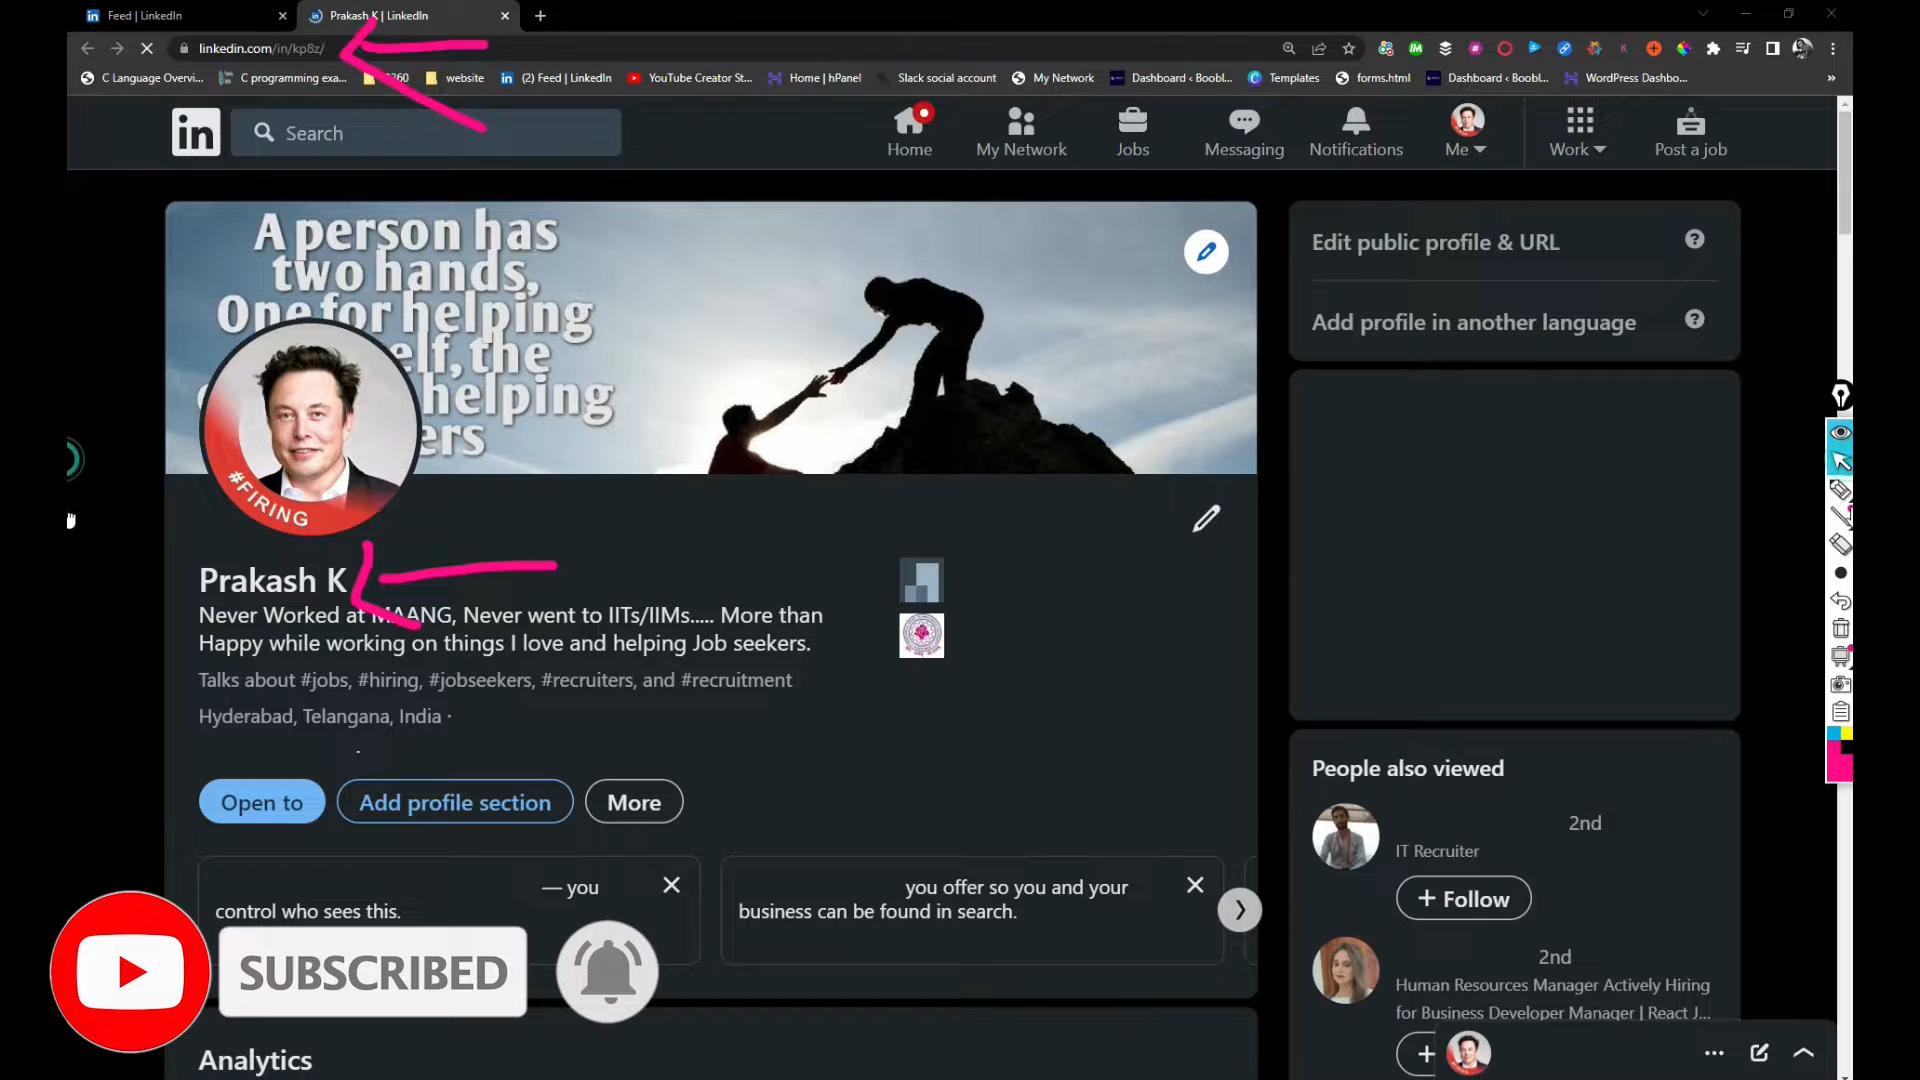 Feed | LinkedIn
Prakash K | LinkedIn
linkedin.com/in/kp8z/
C Language Overvi...
C programming exa...
website
(2) Feed | LinkedIn
YouTube Creator St...
Home | hPanel
Slack social account
My Network
Dashboard ‹ Boobl...
Templates
forms.html
Dashboard ‹ Boobl...
WordPress Dashbo...
in
Search
Home
My Network
Jobs
Messaging
Notifications
Me
Work
Post a job
A person has
two hands,
One for helping
the
helping
#FIRING
Edit public profile & URL
Add profile in another language
Prakash K
Never Worked at MAANG, Never went to IITs/IIMs..... More than
Happy while working on things I love and helping Job seekers.
Talks about #jobs, #hiring, #jobseekers, #recruiters, and #recruitment
Hyderabad, Telangana, India ·
Open to
Add profile section
More
— you
control who sees this.
you offer so you and your
business can be found in search.
SUBSCRIBED
Analytics
People also viewed
2nd
IT Recruiter
+ Follow
2nd
Human Resources Manager Actively Hiring
for Business Developer Manager | React J...